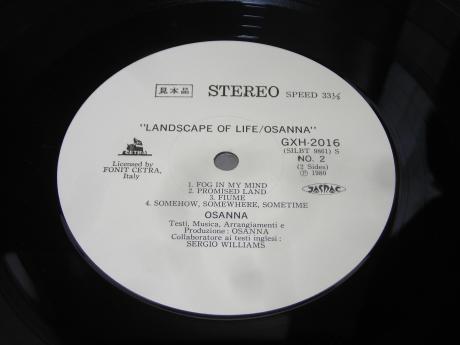 見本品 STEREO SPEED 33⅓
"LANDSCAPE OF LIFE/OSANNA"
GXH-2016
(SILBT 9861) S
NO. 2
(2 Sides)
Ⓟ 1980
CETRA
Licensed by
FONIT CETRA,
Italy
JASRAC
1. FOG IN MY MIND
2. PROMISED LAND
3. FIUME
4. SOMEHOW, SOMEWHERE, SOMETIME
OSANNA
Testi, Musica, Arrangiamenti e
Produzione: OSANNA
Collaboratore ai testi inglesi:
SERGIO WILLIAMS